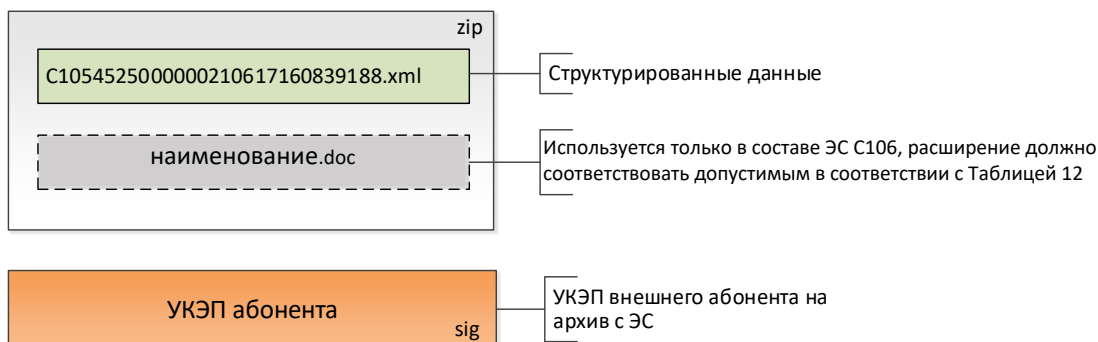 zip
C1054525000000210617160839188.xml
Структурированные данные
наименование.doc
Используется только в составе ЭС C106, расширение должно
соответствовать допустимым в соответствии с Таблицей 12
УКЭП абонента
sig
УКЭП внешнего абонента на
архив с ЭС